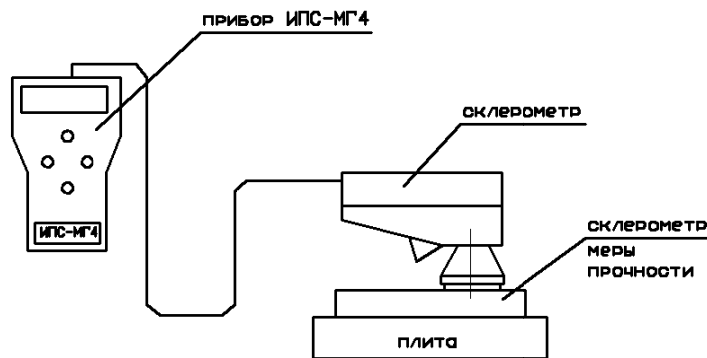 прибор ИПС-МГ4
склерометр
ИПС-МГ4
склерометр
меры
прочности
плита